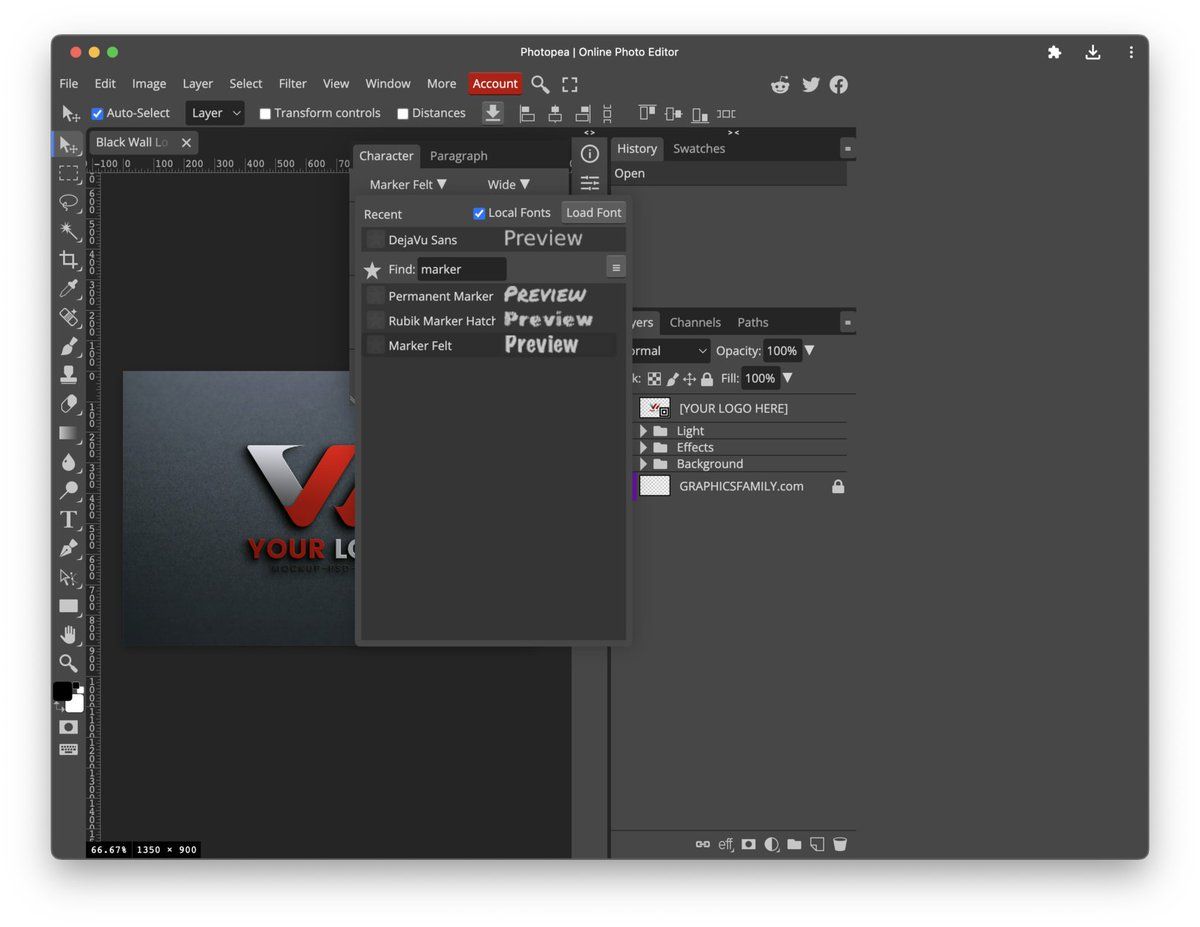 Photopea | Online Photo Editor
File Edit Image Layer Select Filter View Window More Account
Auto-Select Layer Transform controls Distances
Black Wall Lo
Character Paragraph
History Swatches
Open
-100 0 100 200 300 400 500 600
Marker Felt Wide
Recent Local Fonts Load Font
DejaVu Sans Preview
Find: marker
Permanent Marker PREVIEW
Rubik Marker Hatch Preview
Marker Felt Preview
yers Channels Paths
rmal Opacity: 100%
k: Fill: 100%
[YOUR LOGO HERE]
Light
Effects
Background
GRAPHICSFAMILY.com
YOUR LO
MOCKUP-PSD
eff
66.67% 1350 × 900